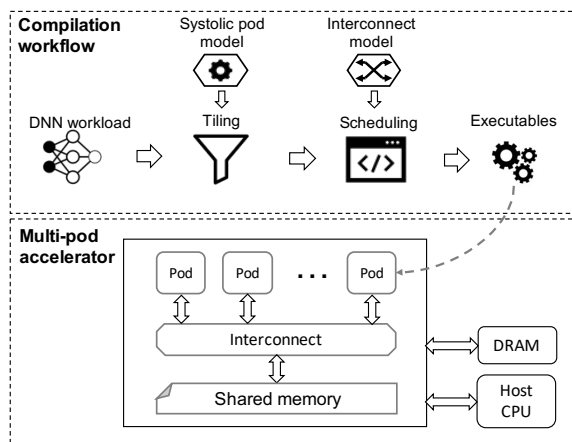 Compilation
workflow
Systolic pod
model
Interconnect
model
DNN workload
Tiling
Scheduling
Executables
</>
Multi-pod
accelerator
Pod
Pod
...
Pod
Interconnect
Shared memory
DRAM
Host
CPU